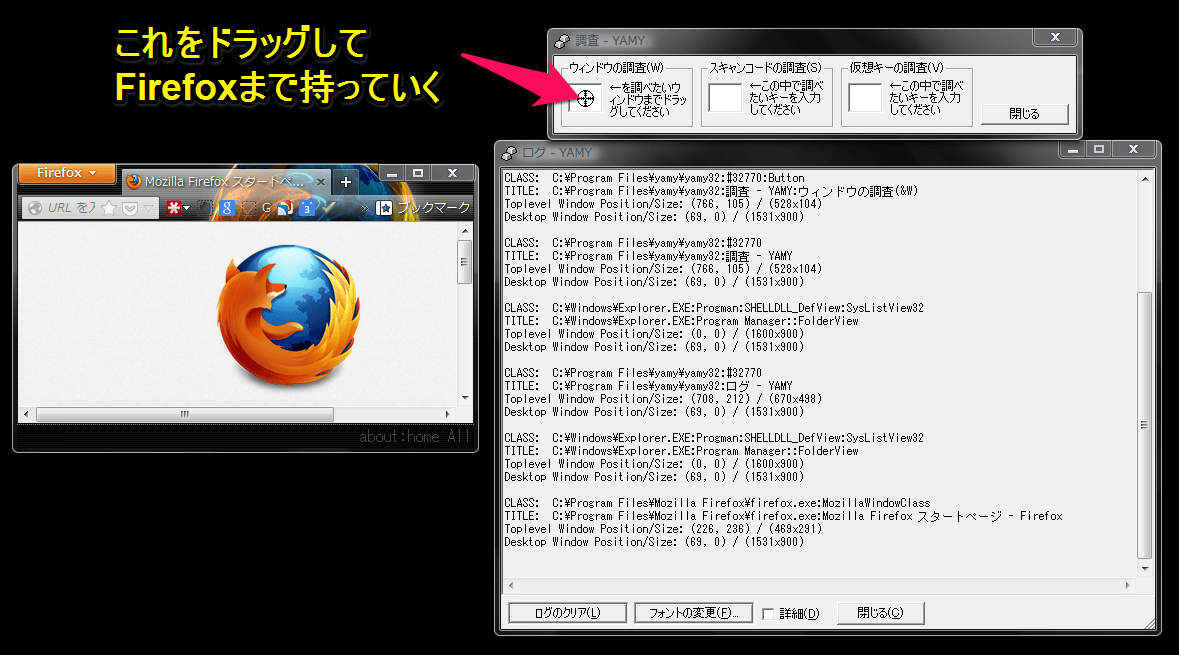 これをドラッグして
Firefoxまで持っていく
調査 - YAMY
ウィンドウの調査(W)
←を調べたいウ
ィンドウまでドラッ
グしてください
スキャンコードの調査(S)
←この中で調べ
たいキーを入力
してください
仮想キーの調査(V)
←この中で調べ
たいキーを入力
してください
閉じる
Firefox
Mozilla Firefox スタートペ...
URL を入
ブックマーク
about:home All
ログ - YAMY
CLASS: C:¥Program Files¥yamy¥yamy32:#32770:Button
TITLE: C:¥Program Files¥yamy¥yamy32:調査 - YAMY:ウィンドウの調査(&W)
Toplevel Window Position/Size: (766, 105) / (528x104)
Desktop Window Position/Size: (69, 0) / (1531x900)
CLASS: C:¥Program Files¥yamy¥yamy32:#32770
TITLE: C:¥Program Files¥yamy¥yamy32:調査 - YAMY
Toplevel Window Position/Size: (766, 105) / (528x104)
Desktop Window Position/Size: (69, 0) / (1531x900)
CLASS: C:¥Windows¥Explorer.EXE:Progman:SHELLDLL_DefView:SysListView32
TITLE: C:¥Windows¥Explorer.EXE:Program Manager::FolderView
Toplevel Window Position/Size: (0, 0) / (1600x900)
Desktop Window Position/Size: (69, 0) / (1531x900)
CLASS: C:¥Program Files¥yamy¥yamy32:#32770
TITLE: C:¥Program Files¥yamy¥yamy32:ログ - YAMY
Toplevel Window Position/Size: (708, 212) / (670x498)
Desktop Window Position/Size: (69, 0) / (1531x900)
CLASS: C:¥Windows¥Explorer.EXE:Progman:SHELLDLL_DefView:SysListView32
TITLE: C:¥Windows¥Explorer.EXE:Program Manager::FolderView
Toplevel Window Position/Size: (0, 0) / (1600x900)
Desktop Window Position/Size: (69, 0) / (1531x900)
CLASS: C:¥Program Files¥Mozilla Firefox¥firefox.exe:MozillaWindowClass
TITLE: C:¥Program Files¥Mozilla Firefox¥firefox.exe:Mozilla Firefox スタートページ - Firefox
Toplevel Window Position/Size: (226, 236) / (469x291)
Desktop Window Position/Size: (69, 0) / (1531x900)
ログのクリア(L)
フォントの変更(F)...
詳細(D)
閉じる(C)